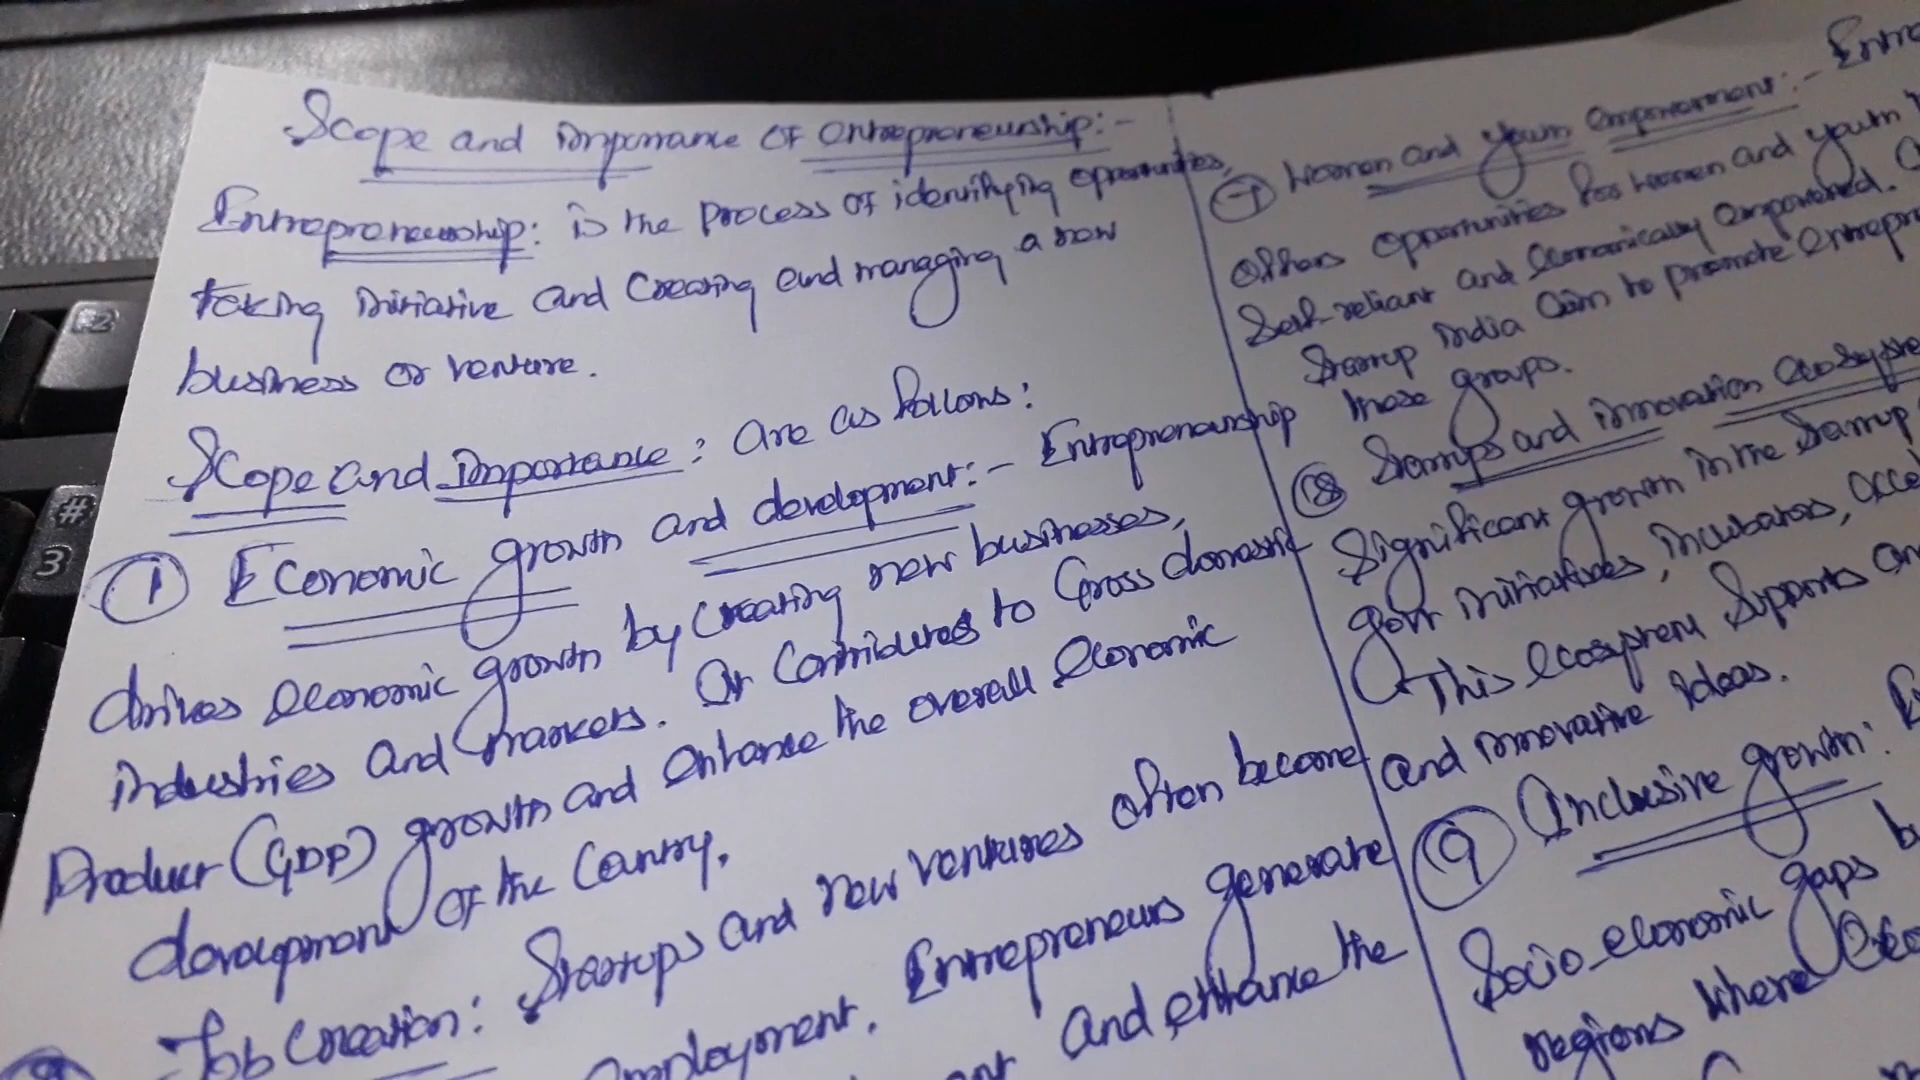 Scope and Importance of entrepreneurship:-
Entrepreneurship: is the process of identifying opportunities,
taking initiative and creating and managing a new
business or venture.
Scope and Importance: are as follows:
① Economic growth and development:- Entrepreneurship
drives economic growth by creating new businesses,
industries and markets. It contributes to Gross domestic
Product (GDP) growth and enhance the overall economic
development of the country.
Job creation: Startups and new ventures often become
employment. Entrepreneurs generate
and enhance the
⑦ Women and youth empowerment:-
offers opportunities for women and youth
self-reliant and economically empowered.
Startup India aim to promote
these groups.
⑧ Startups and innovation
Significant growth in the Startup
govt initiatives, incubators,
This ecosystem supports
and innovative ideas.
⑨ Inclusive growth:
Socio-economic gaps
regions where
# 3